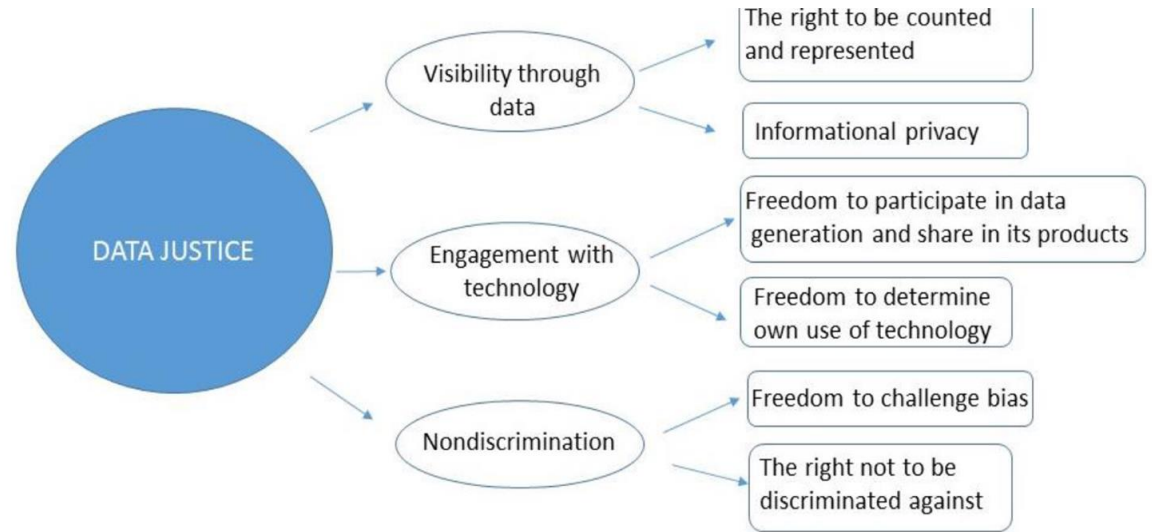 DATA JUSTICE
Visibility through
data
The right to be counted
and represented
Informational privacy
Engagement with
technology
Freedom to participate in data
generation and share in its products
Freedom to determine
own use of technology
Nondiscrimination
Freedom to challenge bias
The right not to be
discriminated against